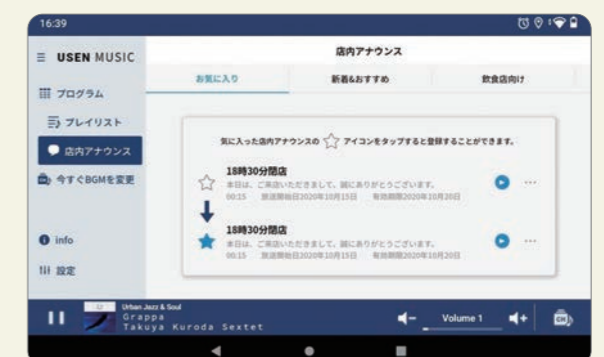 16:39
USEN MUSIC
店内アナウンス
お気に入り
新着&おすすめ
飲食店向け
プログラム
プレイリスト
店内アナウンス
今すぐBGMを変更
info
設定
気に入った店内アナウンスの ☆ アイコンをタップすると登録することができます。
18時30分閉店
本日は、ご来店いただきまして、誠にありがとうございます。
00:15 放送開始日2020年10月15日 有効期限2020年10月20日
18時30分閉店
本日は、ご来店いただきまして、誠にありがとうございます。
00:15 放送開始日2020年10月15日 有効期限2020年10月20日
Urban Jazz & Soul
Grappa
Takuya Kuroda Sextet
Volume 1
CH